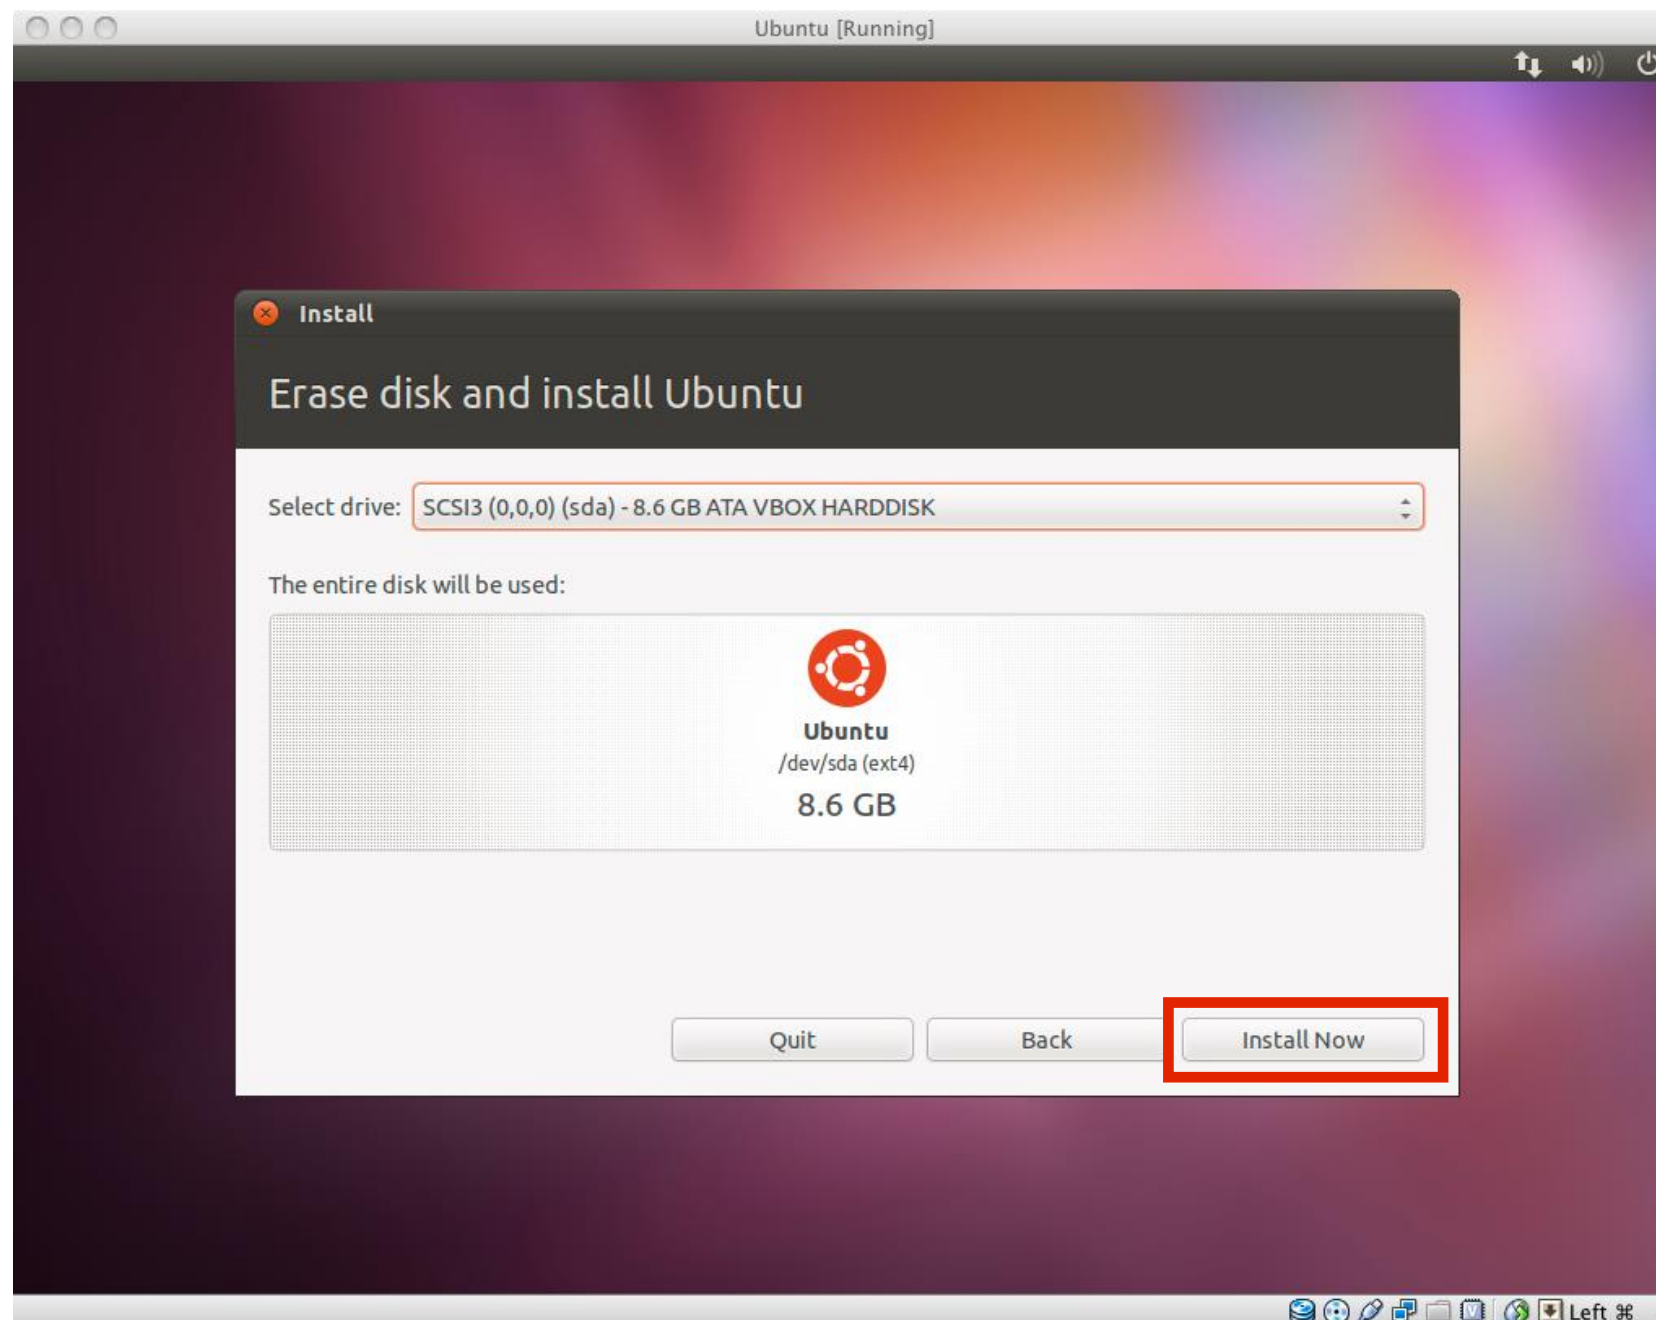 Ubuntu [Running]
Install
Erase disk and install Ubuntu
Select drive: SCSI3 (0,0,0) (sda) - 8.6 GB ATA VBOX HARDDISK
The entire disk will be used:
Ubuntu
/dev/sda (ext4)
8.6 GB
Quit Back Install Now
Left ⌘